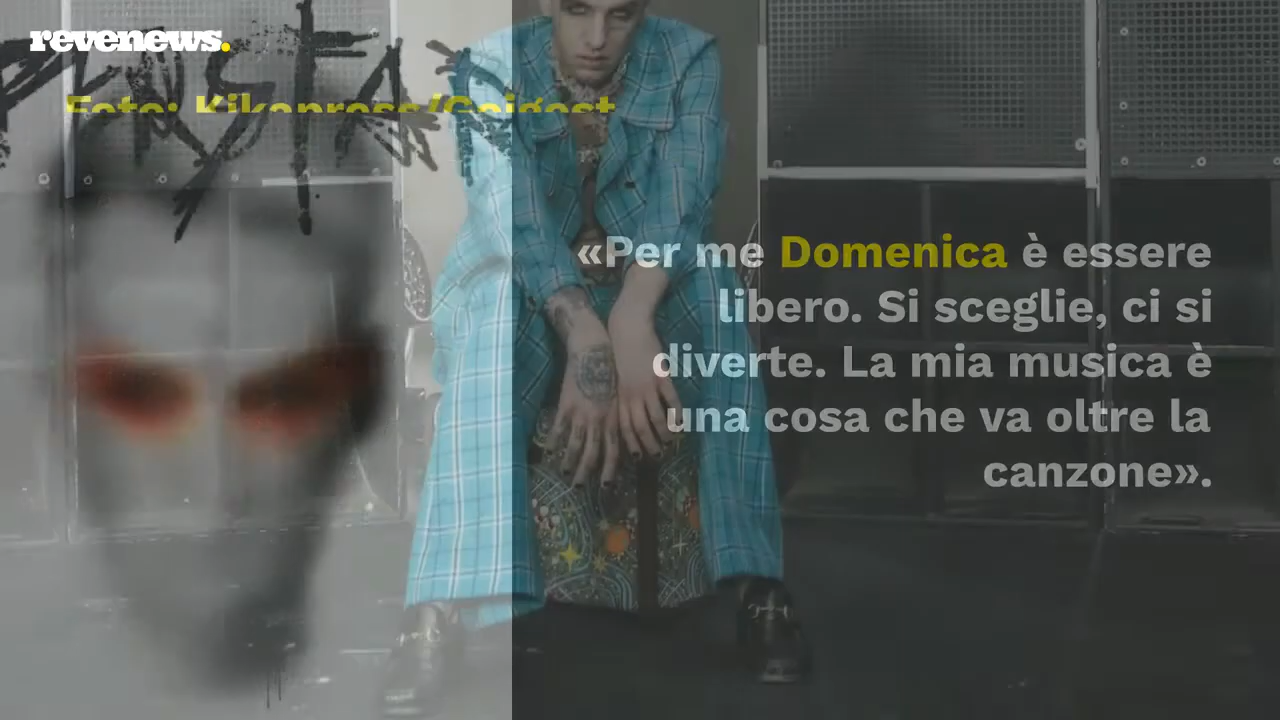 revenews.
Foto: Kikapress/Goigest
«Per me Domenica è essere
libero. Si sceglie, ci si
diverte. La mia musica è
una cosa che va oltre la
canzone».